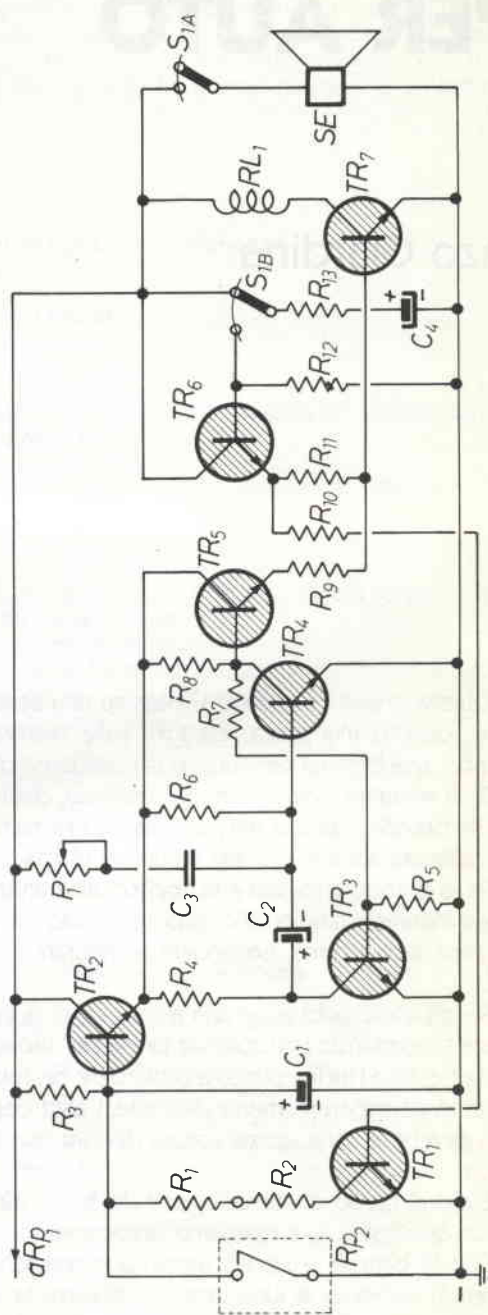 S1A
SE
RL1
TR7
S1B
R13
C4
R12
TR6
R11
R10
TR5
R9
R8
R7
TR4
R6
P
C3
C2
TR3
R5
TR2
R4
R3
C1
R1
R2
TR1
aRp1
Rp2
+
-
+
-
+